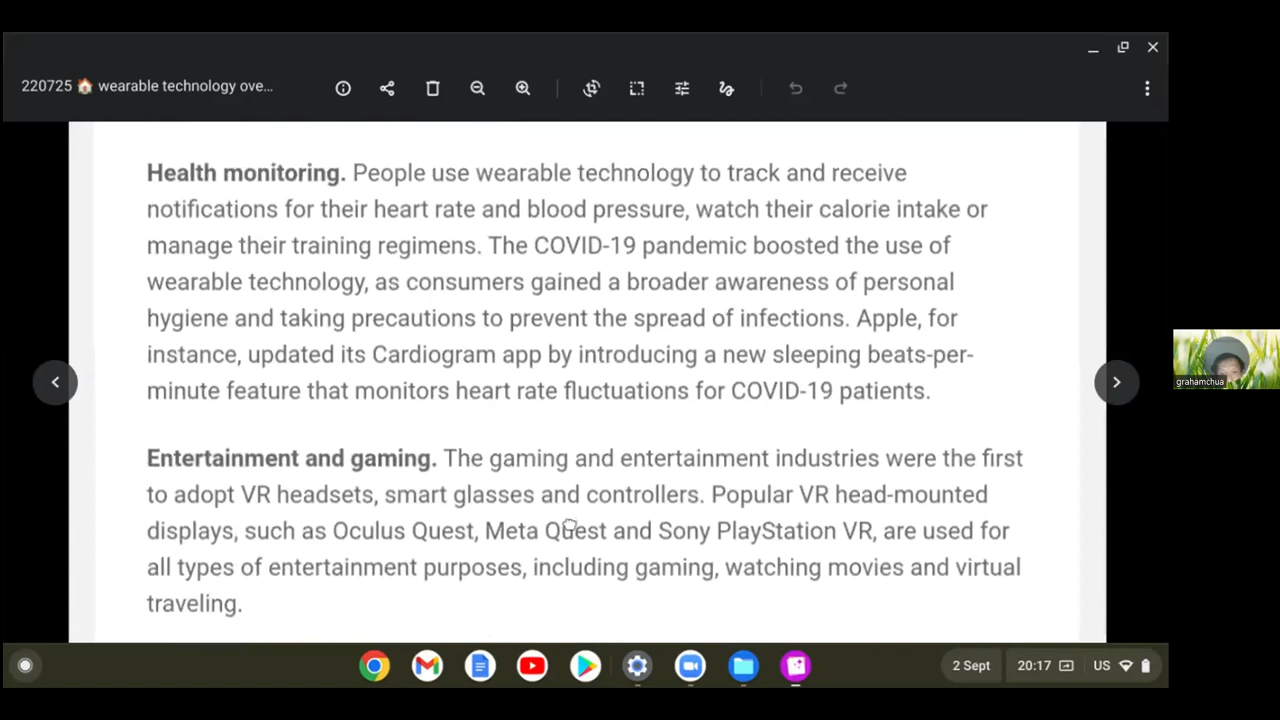 220725 🏠 wearable technology ove...
Health monitoring. People use wearable technology to track and receive
notifications for their heart rate and blood pressure, watch their calorie intake or
manage their training regimens. The COVID-19 pandemic boosted the use of
wearable technology, as consumers gained a broader awareness of personal
hygiene and taking precautions to prevent the spread of infections. Apple, for
instance, updated its Cardiogram app by introducing a new sleeping beats-per-
minute feature that monitors heart rate fluctuations for COVID-19 patients.
Entertainment and gaming. The gaming and entertainment industries were the first
to adopt VR headsets, smart glasses and controllers. Popular VR head-mounted
displays, such as Oculus Quest, Meta Quest and Sony PlayStation VR, are used for
all types of entertainment purposes, including gaming, watching movies and virtual
traveling.
grahamchua
2 Sept 20:17 US